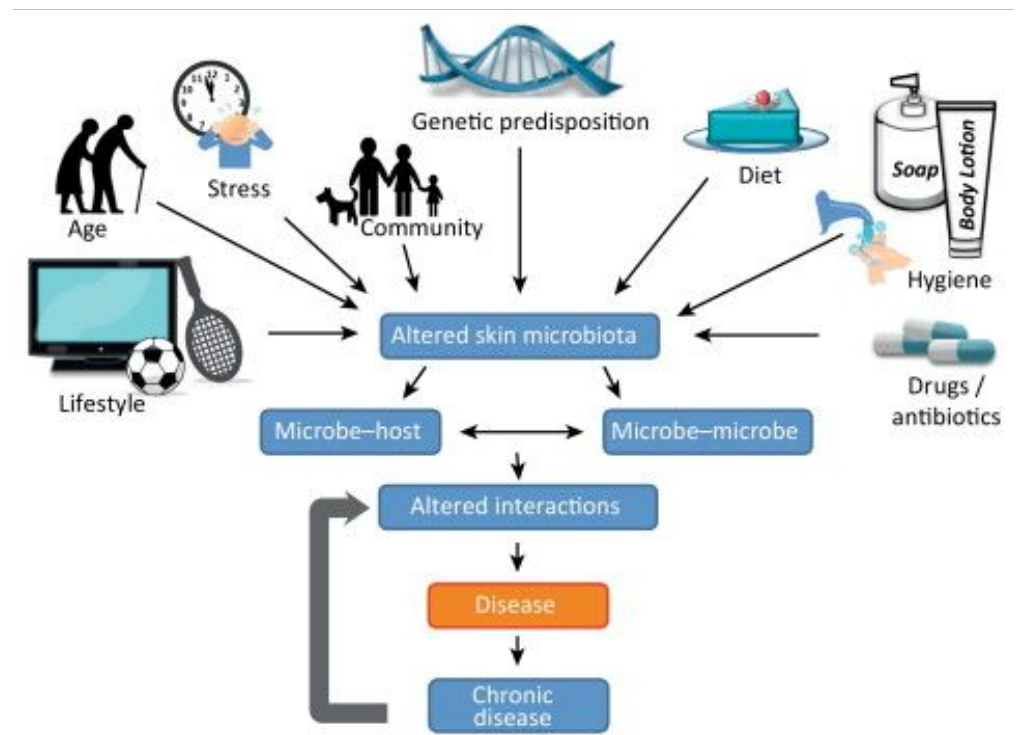 Genetic predisposition
Stress
Diet
Soap
Body Lotion
Age
Community
Hygiene
Lifestyle
Altered skin microbiota
Drugs /
antibiotics
Microbe–host
Microbe–microbe
Altered interactions
Disease
Chronic
disease